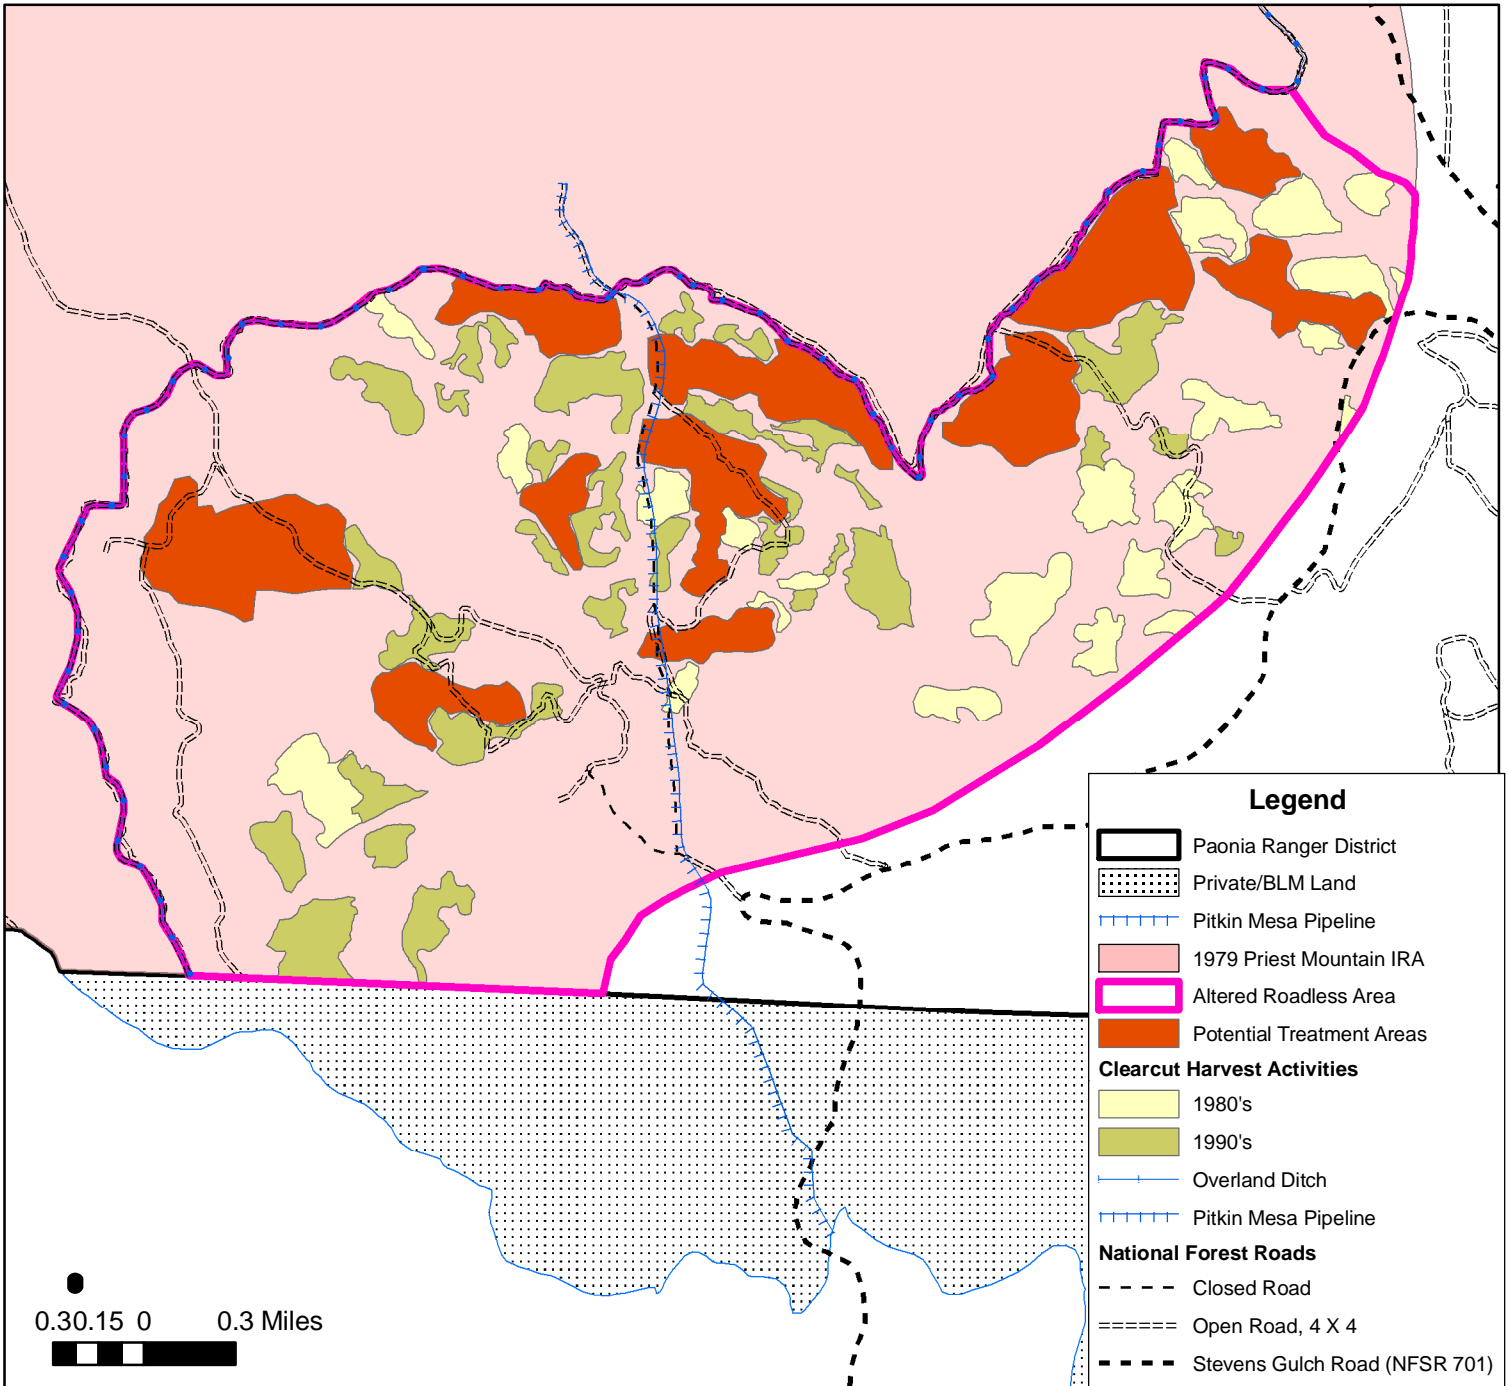 Legend
Paonia Ranger District
Private/BLM Land
Pitkin Mesa Pipeline
1979 Priest Mountain IRA
Altered Roadless Area
Potential Treatment Areas
Clearcut Harvest Activities
1980's
1990's
Overland Ditch
Pitkin Mesa Pipeline
National Forest Roads
Closed Road
Open Road, 4 X 4
Stevens Gulch Road (NFSR 701)
0.30.15 0 0.3 Miles